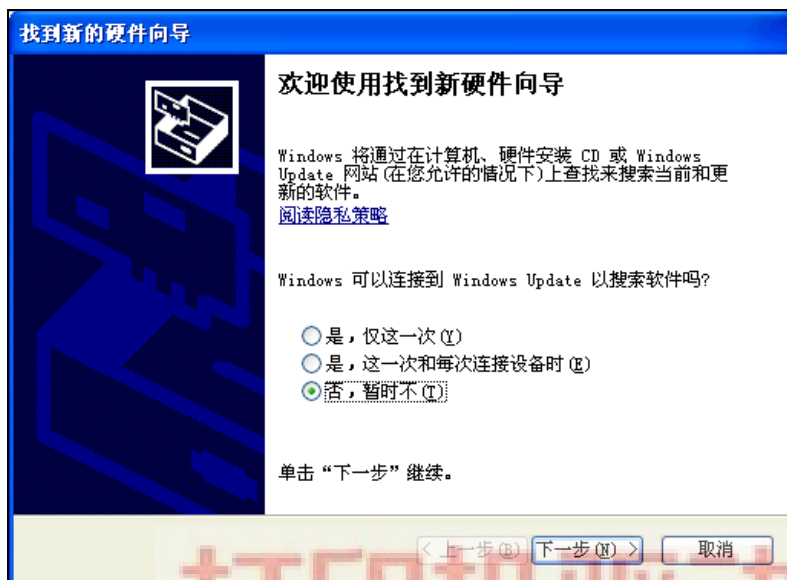 找到新的硬件向导
欢迎使用找到新硬件向导
Windows 将通过在计算机、硬件安装 CD 或 Windows
Update 网站(在您允许的情况下)上查找来搜索当前和更
新的软件。
阅读隐私策略
Windows 可以连接到 Windows Update 以搜索软件吗?
是，仅这一次(Y)
是，这一次和每次连接设备时(E)
否，暂时不(T)
单击“下一步”继续。
< 上一步(B) 下一步(N) > 取消